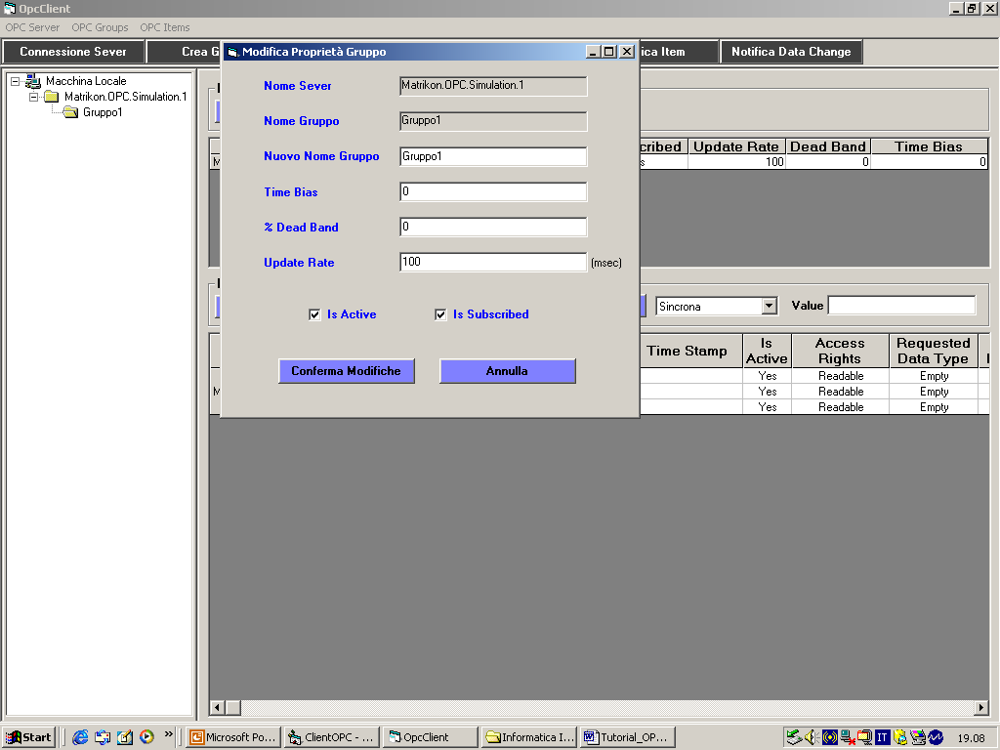 OpcClient
OPC Server OPC Groups OPC Items
Connessione Sever Crea G ica Item Notifica Data Change
Macchina Locale
Matrikon.OPC.Simulation.1
Gruppo1
Modifica Proprietà Gruppo
Nome Sever Matrikon.OPC.Simulation.1
Nome Gruppo Gruppo1
Nuovo Nome Gruppo Gruppo1
Time Bias 0
% Dead Band 0
Update Rate 100 (msec)
Is Active Is Subscribed
Conferma Modifiche Annulla
cribed Update Rate Dead Band Time Bias
M s 100 0 0
Sincrona Value
Time Stamp Is Active Access Rights Requested Data Type
Yes Readable Empty
M Yes Readable Empty
Yes Readable Empty
Start » Microsoft Po... ClientOPC - ... OpcClient Informatica I... Tutorial_OP... IT 19.08